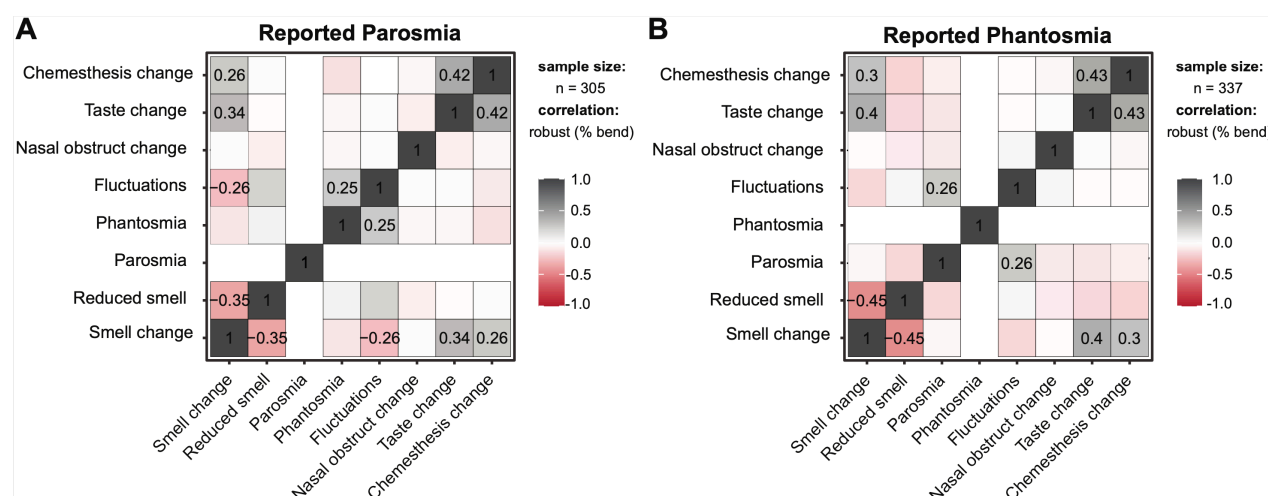 A
Reported Parosmia
Chemesthesis change 0.26 0.42 1
Taste change 0.34 1 0.42
Nasal obstruct change 1
Fluctuations −0.26 0.25 1
Phantosmia 1 0.25
Parosmia 1
Reduced smell −0.35 1
Smell change 1 −0.35 −0.26 0.34 0.26
Smell change
Reduced smell
Parosmia
Phantosmia
Fluctuations
Nasal obstruct change
Taste change
Chemesthesis change
sample size:
n = 305
correlation:
robust (% bend)
1.0
0.5
0.0
-0.5
-1.0
B
Reported Phantosmia
Chemesthesis change 0.3 0.43 1
Taste change 0.4 1 0.43
Nasal obstruct change 1
Fluctuations 0.26 1
Phantosmia 1
Parosmia 1 0.26
Reduced smell −0.45 1
Smell change 1 −0.45 0.4 0.3
Smell change
Reduced smell
Parosmia
Phantosmia
Fluctuations
Nasal obstruct change
Taste change
Chemesthesis change
sample size:
n = 337
correlation:
robust (% bend
1.0
0.5
0.0
-0.5
-1.0